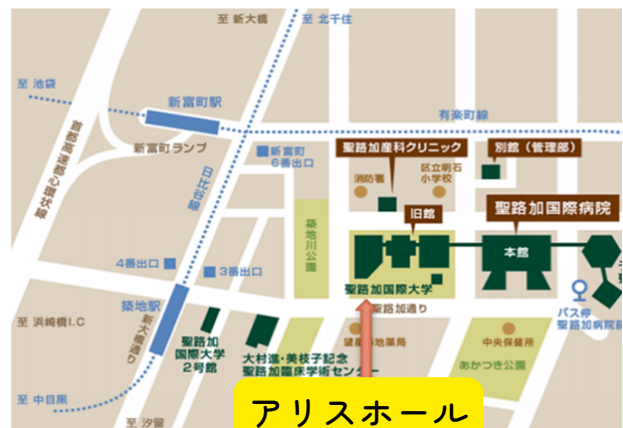 至 新大橋
至 北千住
至 池袋
新富町駅
有楽町線
首都高速都心環状線
新富町ランプ
日比谷線
新富町
6番出口
聖路加産科クリニック
消防署
区立明石
小学校
別館（管理部）
旧館
聖路加国際病院
本館
築地川公園
4番出口
3番出口
聖路加国際大学
聖路加通り
築地駅
新大橋通り
至 浜崎橋I.C
聖路加
国際大学
2号館
大村進・美枝子記念
聖路加臨床学術センター
中央保健所
あかつき公園
バス停
聖路加病院前
至 中目黒
至 汐留
アリスホール